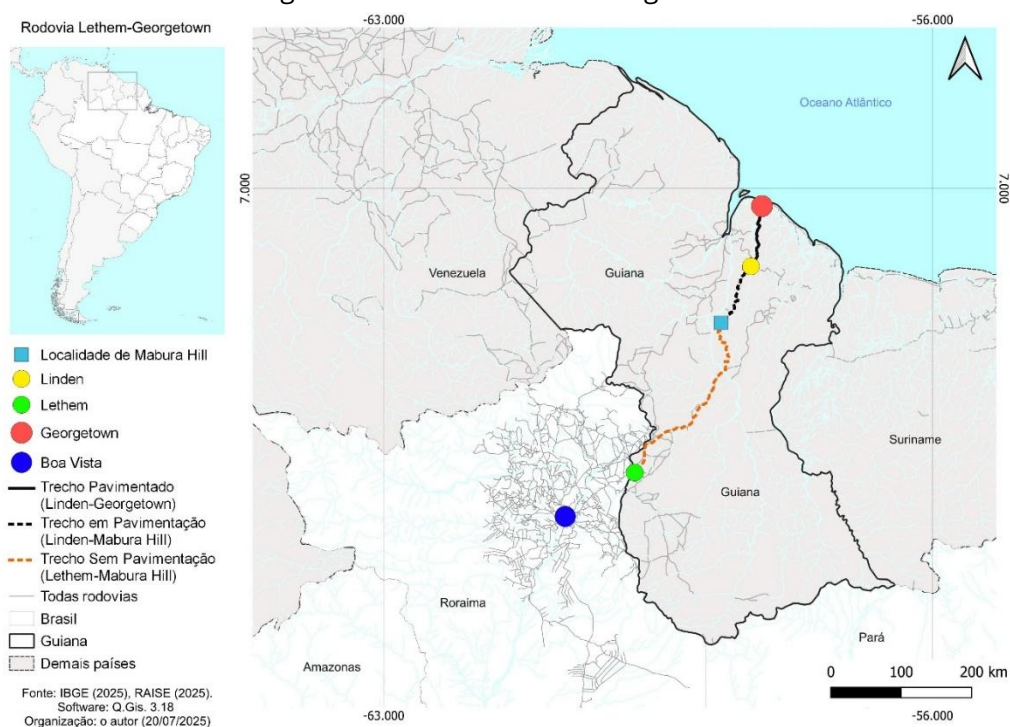 Rodovia Lethem-Georgetown
Localidade de Mabura Hill
Linden
Lethem
Georgetown
Boa Vista
Trecho Pavimentado
(Linden-Georgetown)
Trecho em Pavimentação
(Linden-Mabura Hill)
Trecho Sem Pavimentação
(Lethem-Mabura Hill)
Todas rodovias
Brasil
Guiana
Demais países
Fonte: IBGE (2025), RAISE (2025).
Software: Q.Gis. 3.18
Organização: o autor (20/07/2025)
-63.000
-56.000
Oceano Atlântico
7.000
7.000
Venezuela
Guiana
Suriname
Guiana
Roraima
Pará
Amazonas
0 100 200 km
-63.000
-56.000